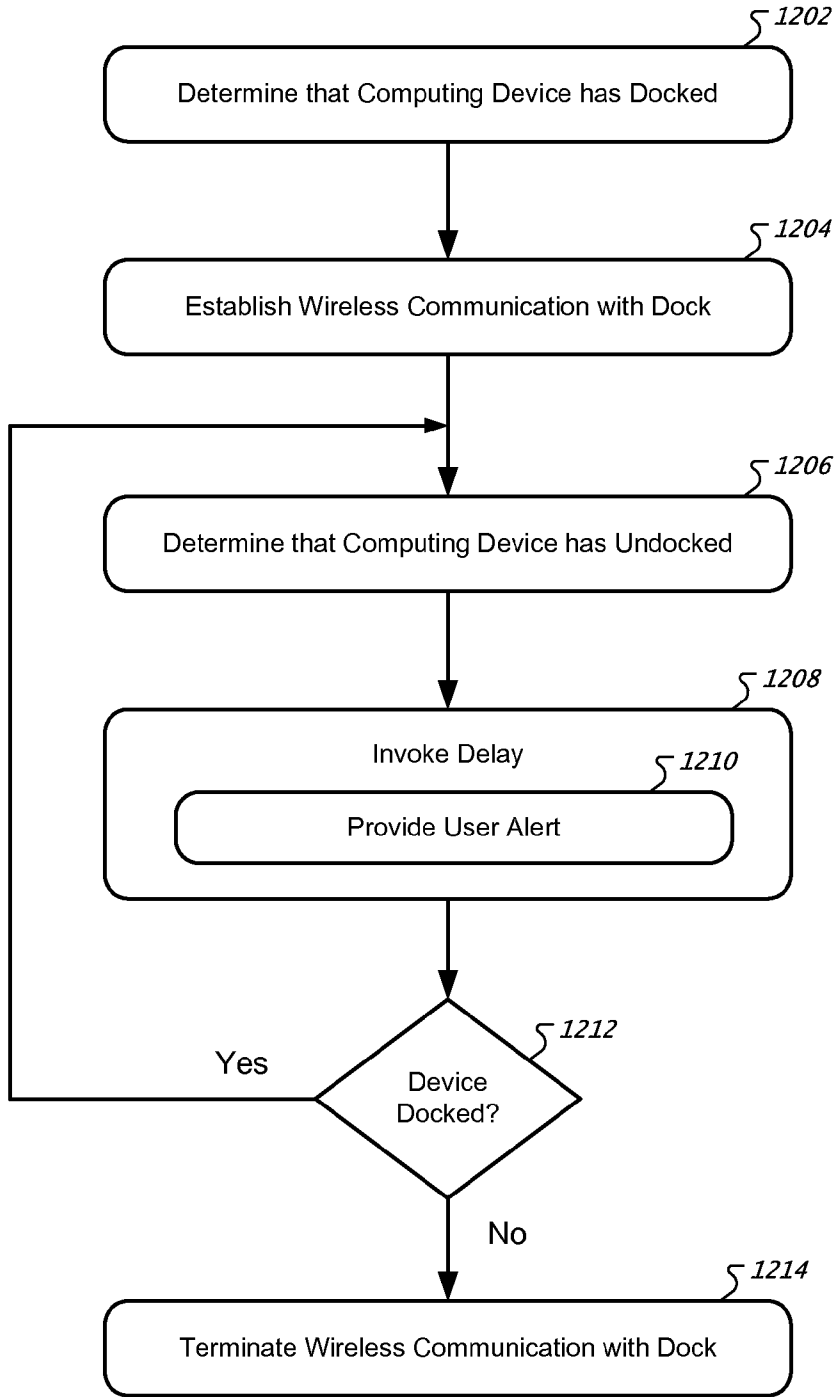 1202
Determine that Computing Device has Docked
1204
Establish Wireless Communication with Dock
1206
Determine that Computing Device has Undocked
1208
Invoke Delay
1210
Provide User Alert
1212
Yes
Device
Docked?
No
1214
Terminate Wireless Communication with Dock